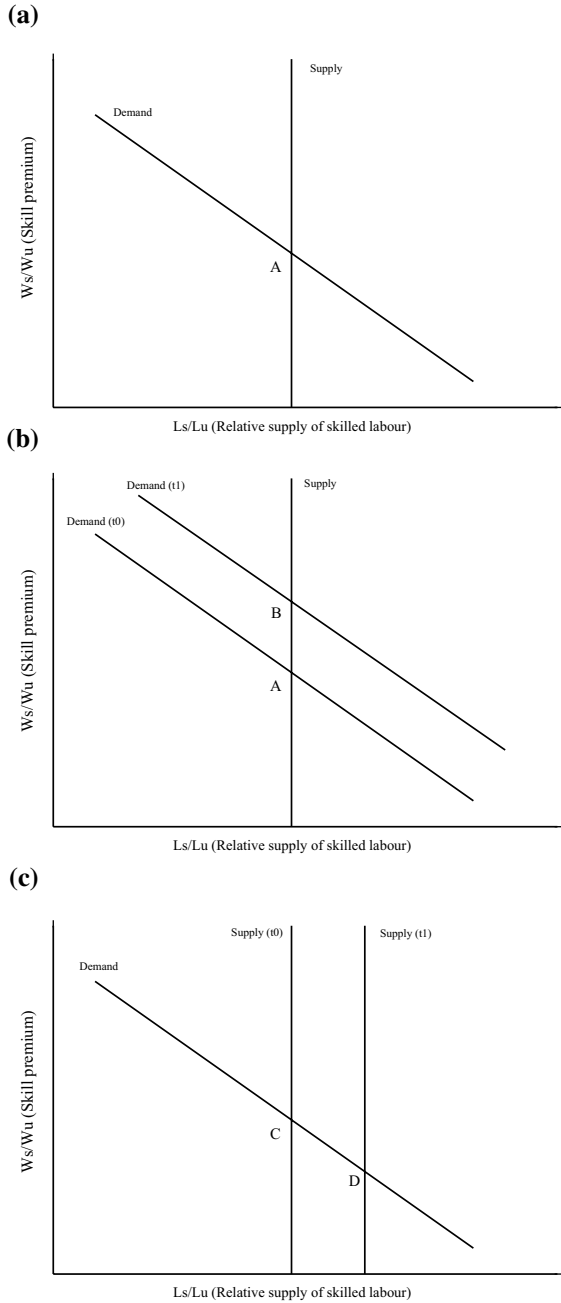 (a)
Supply
Demand
Ws/Wu (Skill premium)
A
Ls/Lu (Relative supply of skilled labour)
(b)
Demand (t1)
Supply
Demand (t0)
Ws/Wu (Skill premium)
B
A
Ls/Lu (Relative supply of skilled labour)
(c)
Supply (t0)
Supply (t1)
Demand
Ws/Wu (Skill premium)
C
D
Ls/Lu (Relative supply of skilled labour)